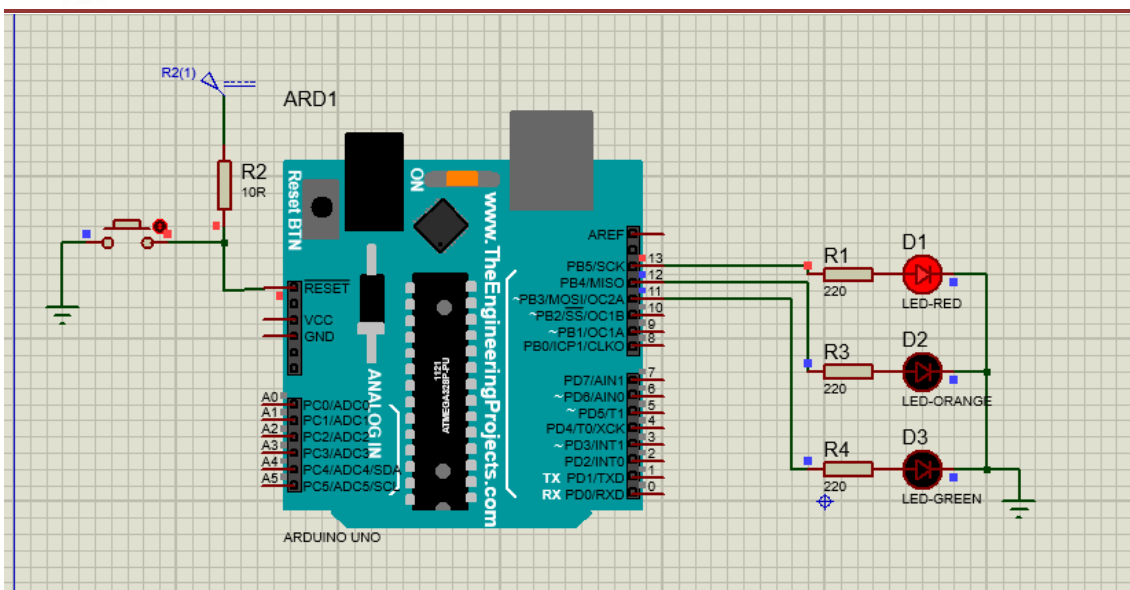 R2(1)
ARD1
R2
10R
Reset BTN
ON
www.TheEngineeringProjects.com
ANALOG IN
1121
ATMEGA328P-PU
RESET
VCC
GND
A0 PC0/ADC0
A1 PC1/ADC1
A2 PC2/ADC2
A3 PC3/ADC3
A4 PC4/ADC4/SDA
A5 PC5/ADC5/SCL
AREF
PB5/SCK 13
PB4/MISO 12
~PB3/MOSI/OC2A 11
~PB2/SS/OC1B 10
~PB1/OC1A 9
PB0/ICP1/CLKO 8
PD7/AIN1 7
~PD6/AIN0 6
~PD5/T1 5
PD4/T0/XCK 4
~PD3/INT1 3
PD2/INT0 2
TX PD1/TXD 1
RX PD0/RXD 0
ARDUINO UNO
R1
220
D1
LED-RED
R3
220
D2
LED-ORANGE
R4
220
D3
LED-GREEN